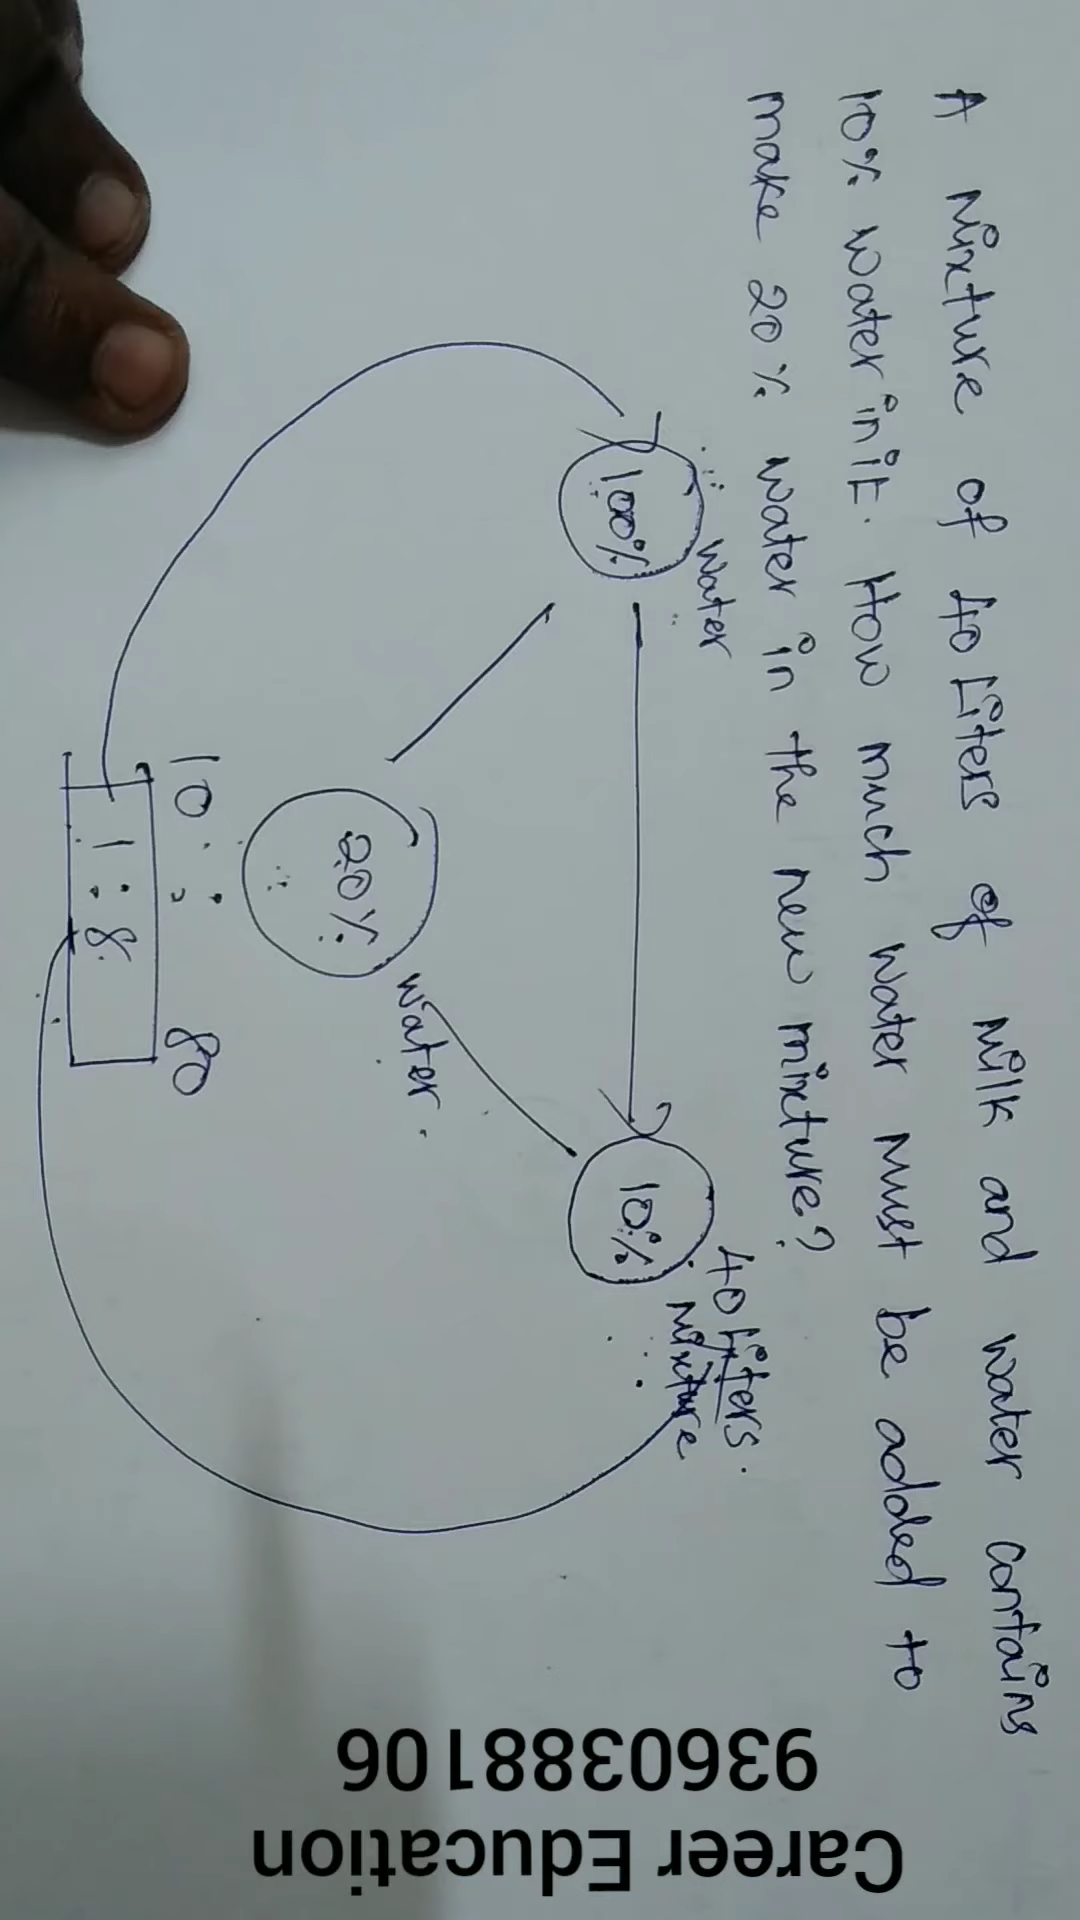 A Mixture of 40 Liters of Milk and water contains
10% water in it. How much water must be added to
make 20% water in the new mixture?
water
40 Liters.
Mixture
100%
10%
water.
20%
10 : 80
1 : 8
9360388106
Career Education